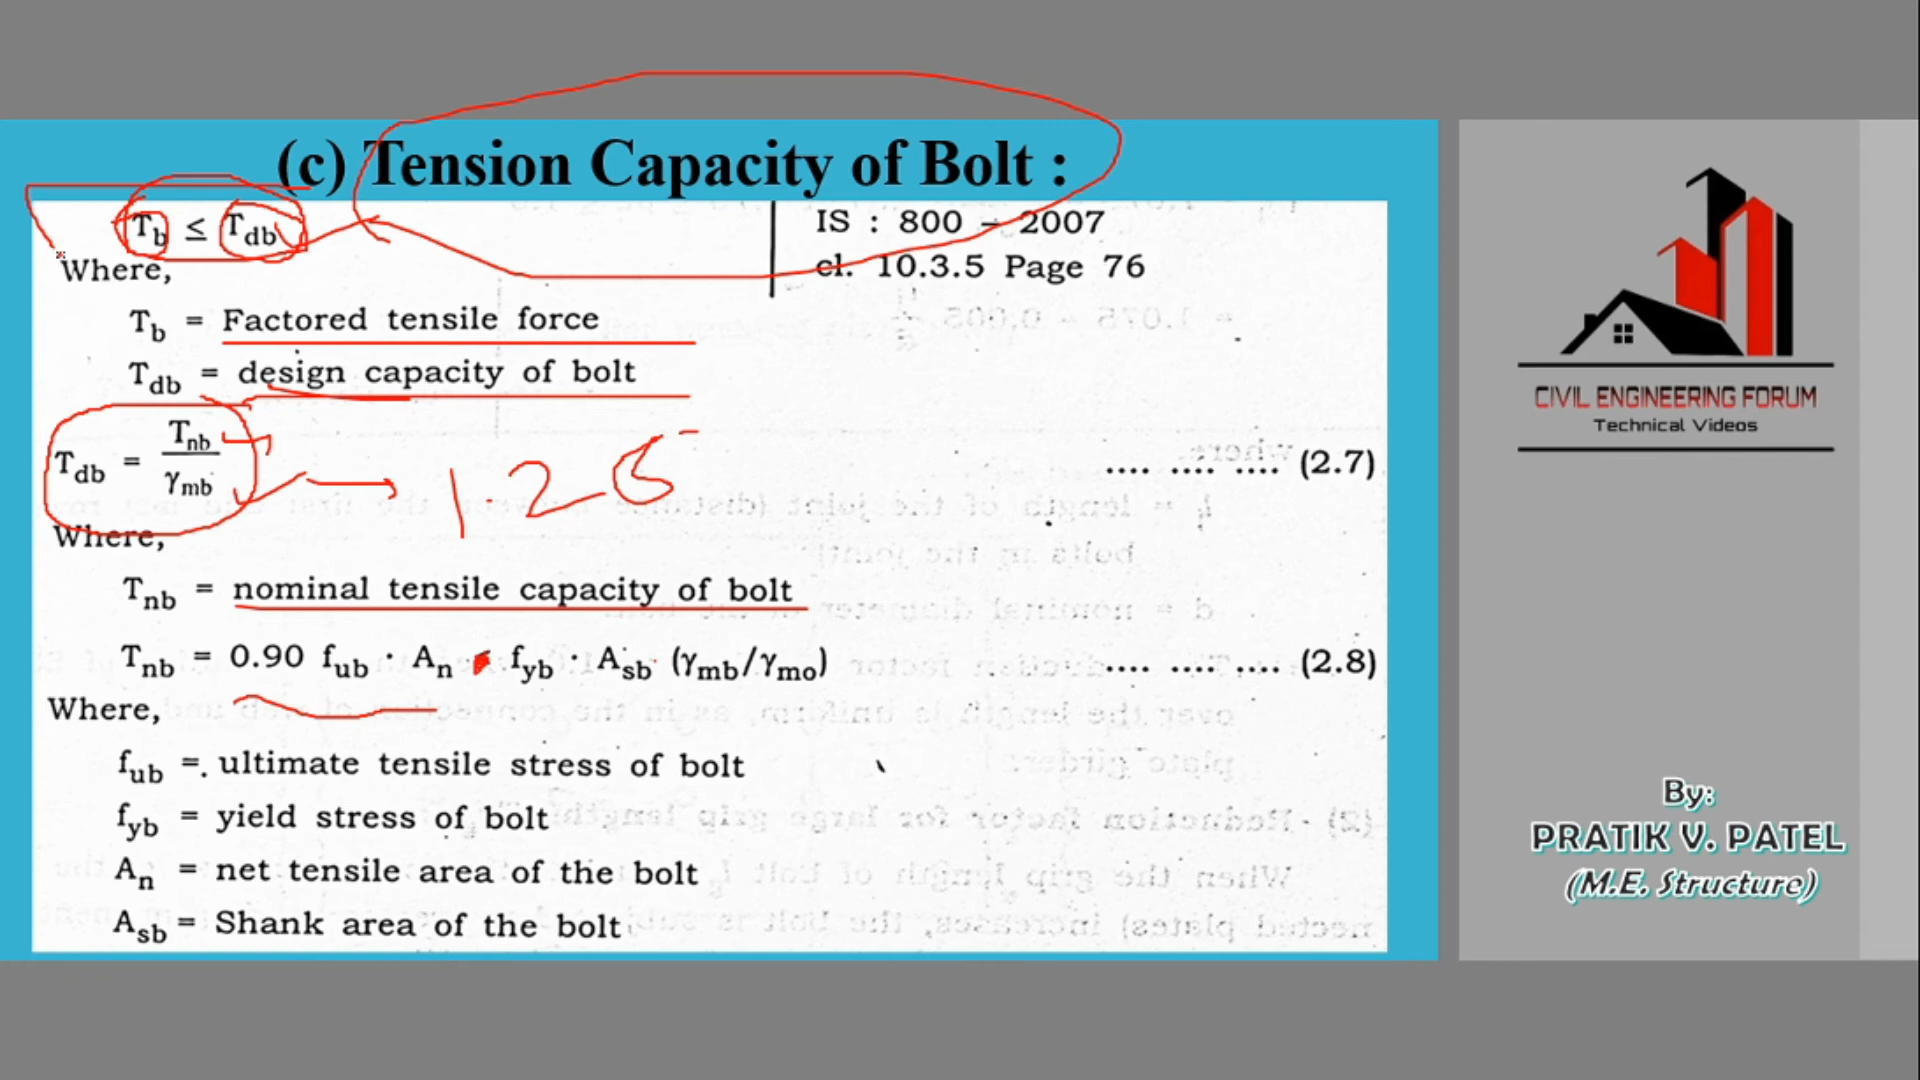 (c) Tension Capacity of Bolt :
Tb ≤ Tdb
IS : 800 - 2007
cl. 10.3.5 Page 76
Where,
Tb = Factored tensile force
Tdb = design capacity of bolt
Tdb = Tnb / γmb .... .... .... (2.7)
1.25
Where,
Tnb = nominal tensile capacity of bolt
Tnb = 0.90 fub · An < fyb · Asb (γmb/γmo) .... .... .... (2.8)
Where,
fub = ultimate tensile stress of bolt
fyb = yield stress of bolt
An = net tensile area of the bolt
Asb = Shank area of the bolt
CIVIL ENGINEERING FORUM
Technical Videos
By:
PRATIK V. PATEL
(M.E. Structure)